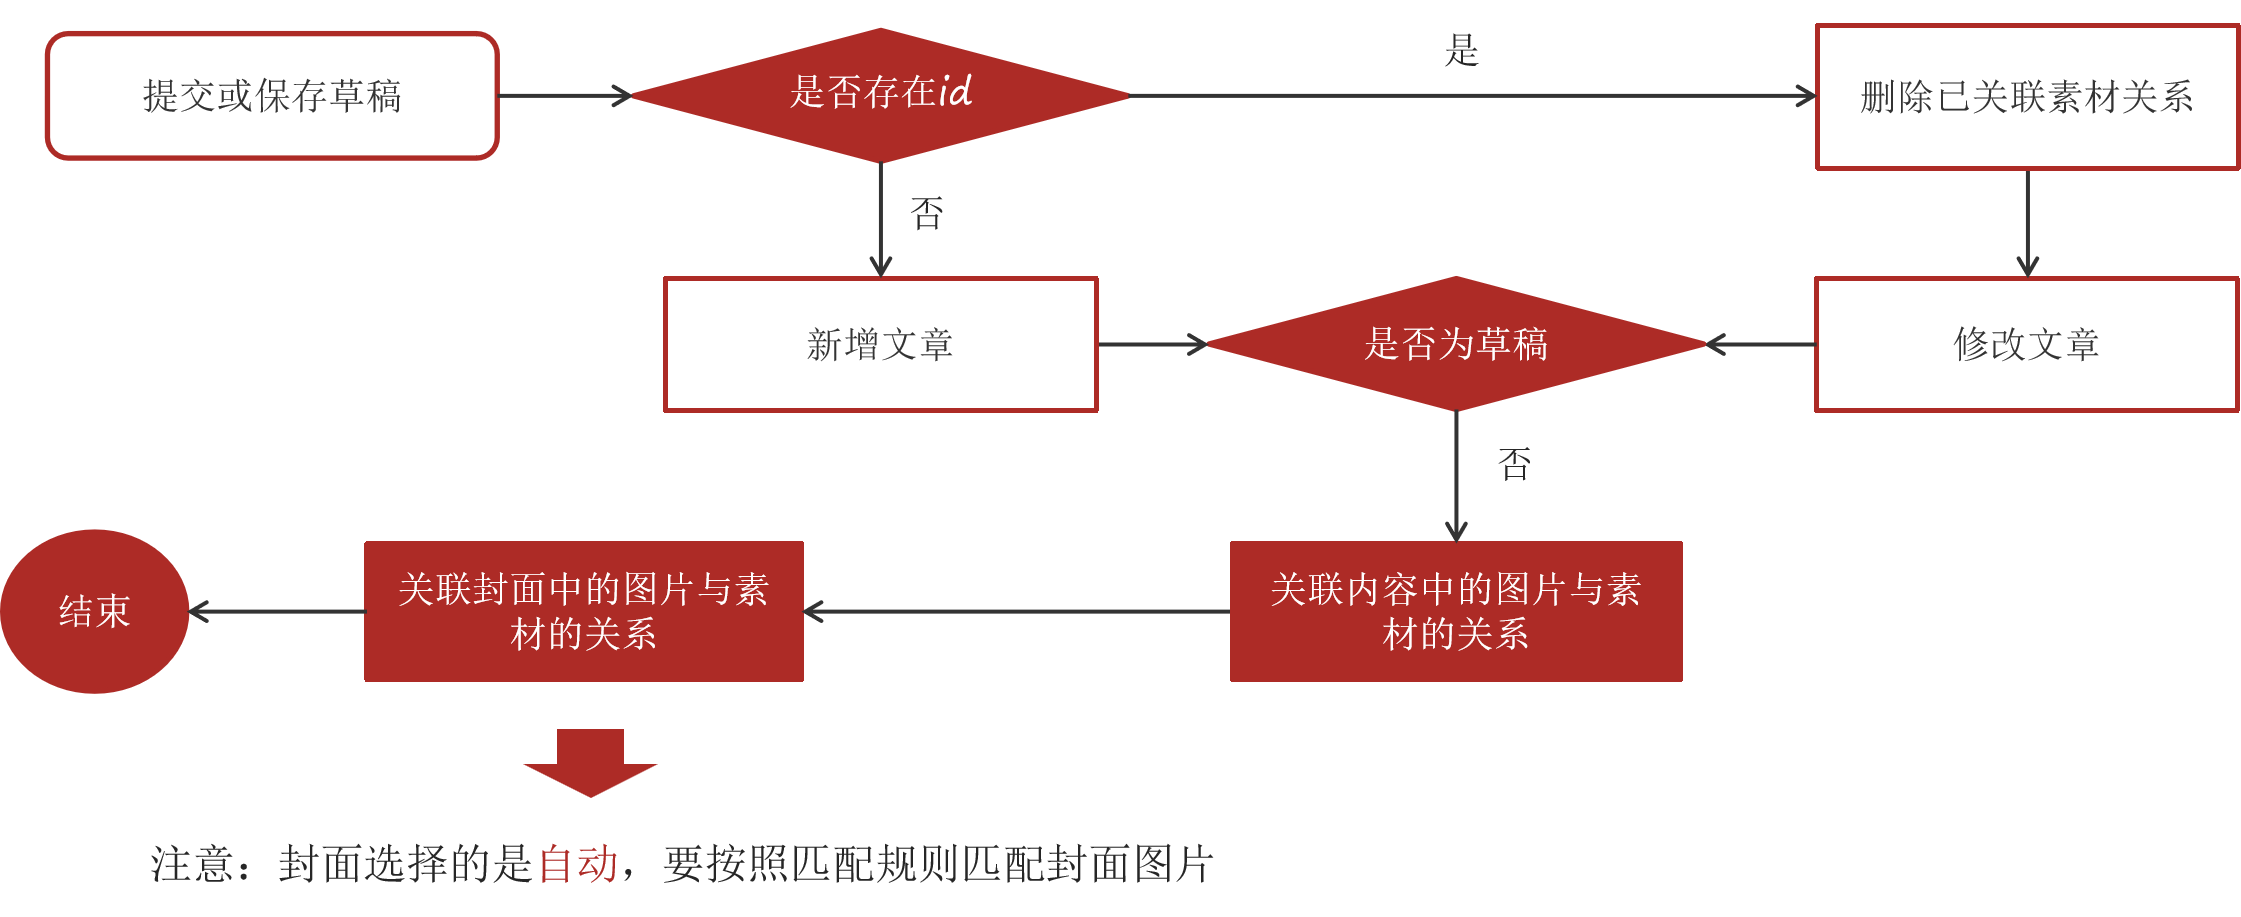 提交或保存草稿
是否存在id
是
删除已关联素材关系
否
新增文章
是否为草稿
修改文章
否
结束
关联封面中的图片与素
材的关系
关联内容中的图片与素
材的关系
注意：封面选择的是自动，要按照匹配规则匹配封面图片